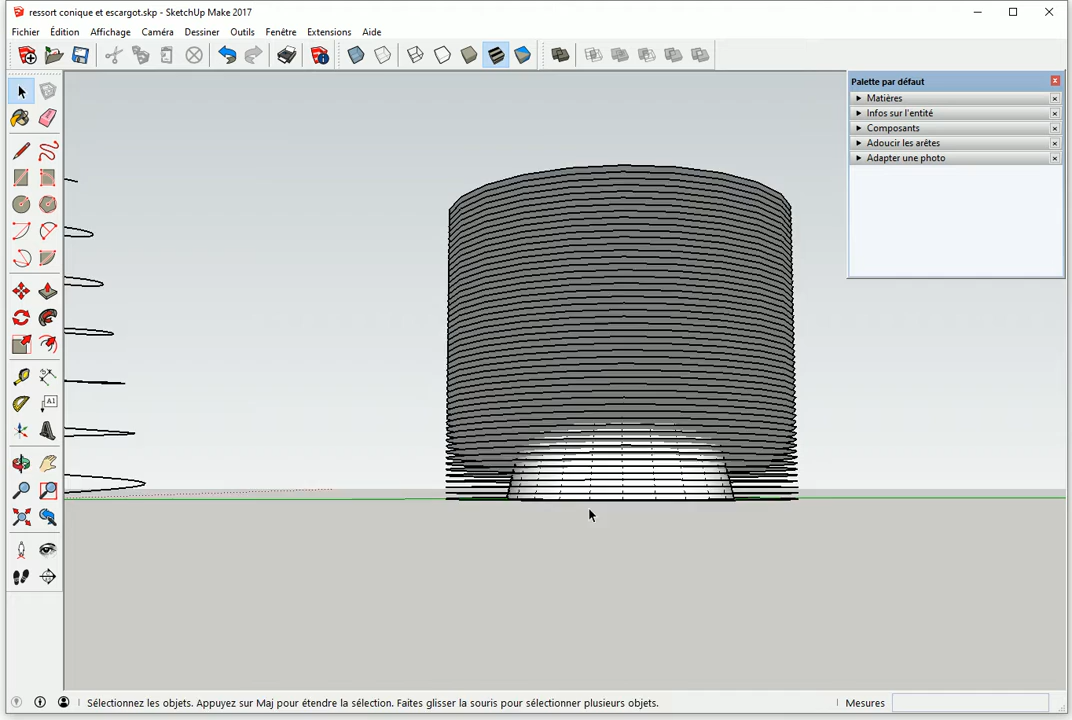 ressort conique et escargot.skp - SketchUp Make 2017
Fichier Édition Affichage Caméra Dessiner Outils Fenêtre Extensions Aide
Palette par défaut
Matières
Infos sur l'entité
Composants
Adoucir les arêtes
Adapter une photo
A1
Sélectionnez les objets. Appuyez sur Maj pour étendre la sélection. Faites glisser la souris pour sélectionner plusieurs objets.
Mesures